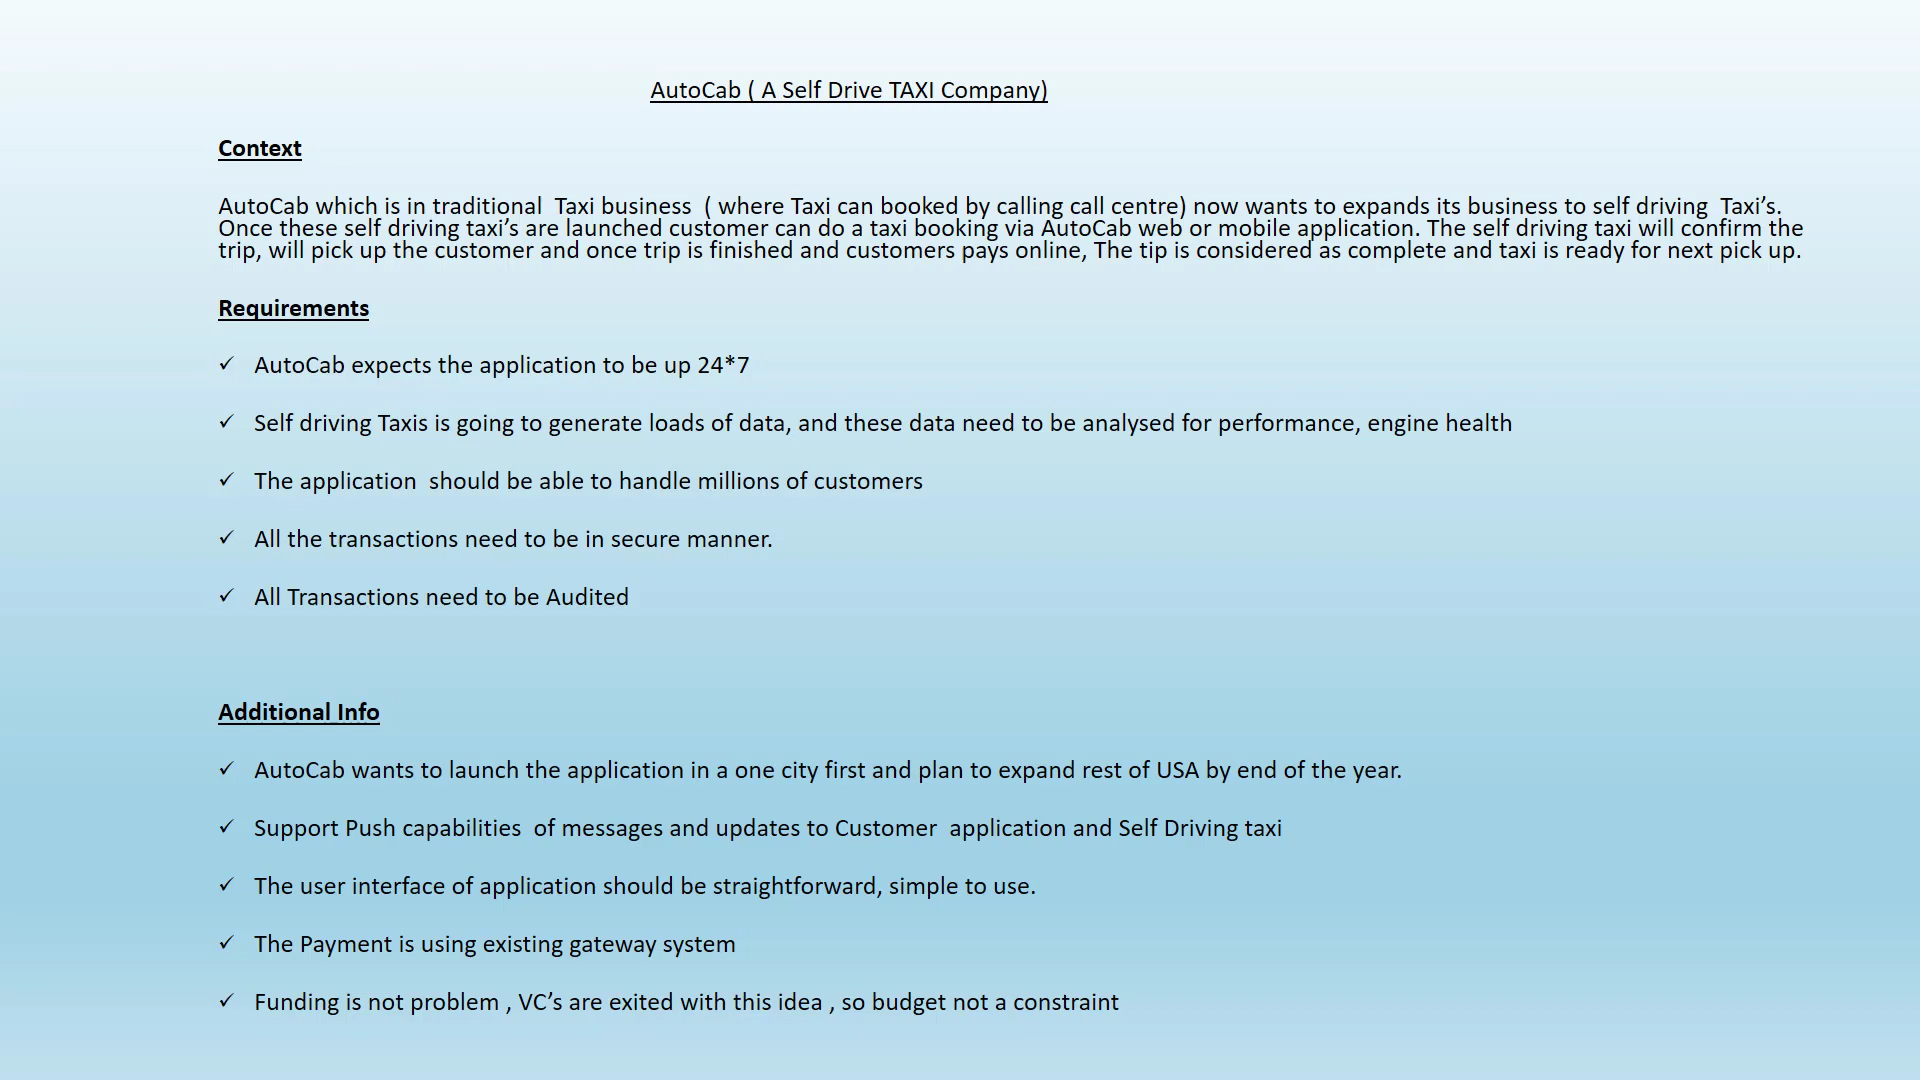 AutoCab ( A Self Drive TAXI Company)
Context
AutoCab which is in traditional  Taxi business  ( where Taxi can booked by calling call centre) now wants to expands its business to self driving  Taxi’s.
Once these self driving taxi’s are launched customer can do a taxi booking via AutoCab web or mobile application. The self driving taxi will confirm the
trip, will pick up the customer and once trip is finished and customers pays online, The tip is considered as complete and taxi is ready for next pick up.
Requirements
✓ AutoCab expects the application to be up 24*7
✓ Self driving Taxis is going to generate loads of data, and these data need to be analysed for performance, engine health
✓ The application  should be able to handle millions of customers
✓ All the transactions need to be in secure manner.
✓ All Transactions need to be Audited
Additional Info
✓ AutoCab wants to launch the application in a one city first and plan to expand rest of USA by end of the year.
✓ Support Push capabilities  of messages and updates to Customer  application and Self Driving taxi
✓ The user interface of application should be straightforward, simple to use.
✓ The Payment is using existing gateway system
✓ Funding is not problem , VC’s are exited with this idea , so budget not a constraint